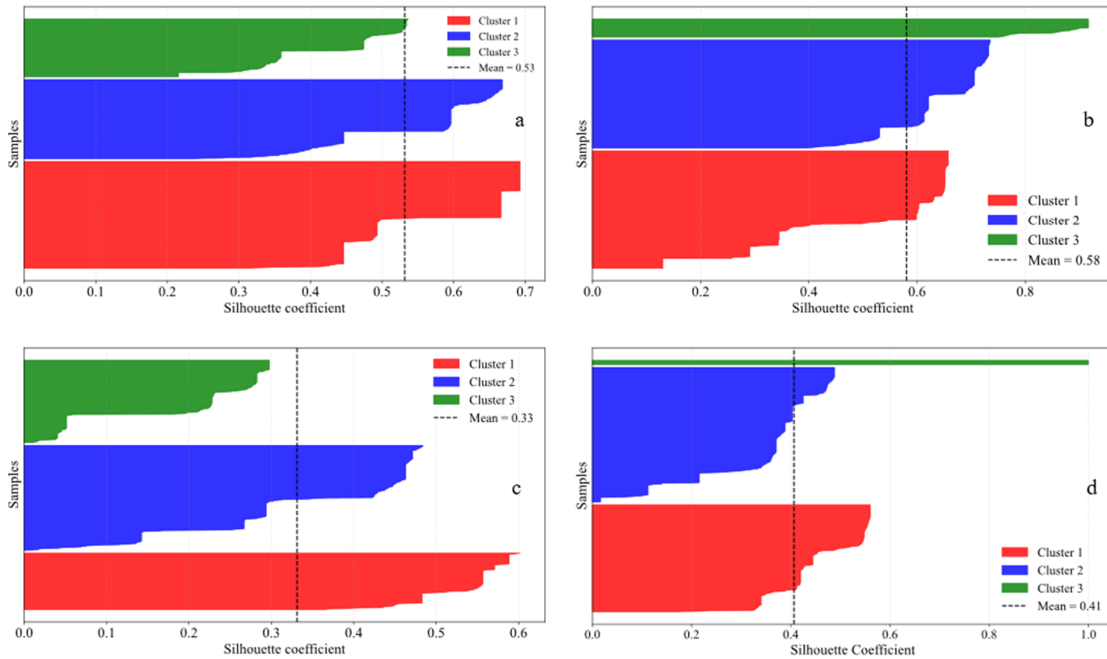 Cluster 1
Cluster 2
Cluster 3
Mean = 0.53
a
Samples
0.0 0.1 0.2 0.3 0.4 0.5 0.6 0.7
Silhouette coefficient
b
Cluster 1
Cluster 2
Cluster 3
Mean = 0.58
0.0 0.2 0.4 0.6 0.8
Samples
Silhouette coefficient
Cluster 1
Cluster 2
Cluster 3
Mean = 0.33
c
Samples
0.0 0.1 0.2 0.3 0.4 0.5 0.6
Silhouette coefficient
d
Cluster 1
Cluster 2
Cluster 3
Mean = 0.41
Samples
0.0 0.2 0.4 0.6 0.8 1.0
Silhouette Coefficient